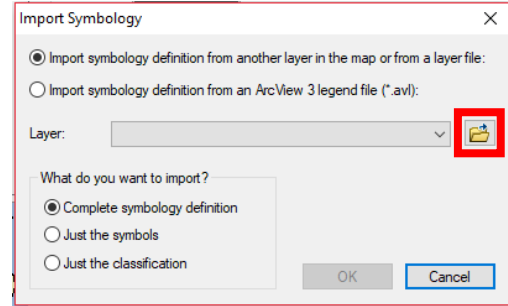 Import Symbology
Import symbology definition from another layer in the map or from a layer file:
Import symbology definition from an ArcView 3 legend file (*.avl):
Layer:
What do you want to import?
Complete symbology definition
Just the symbols
Just the classification
OK
Cancel